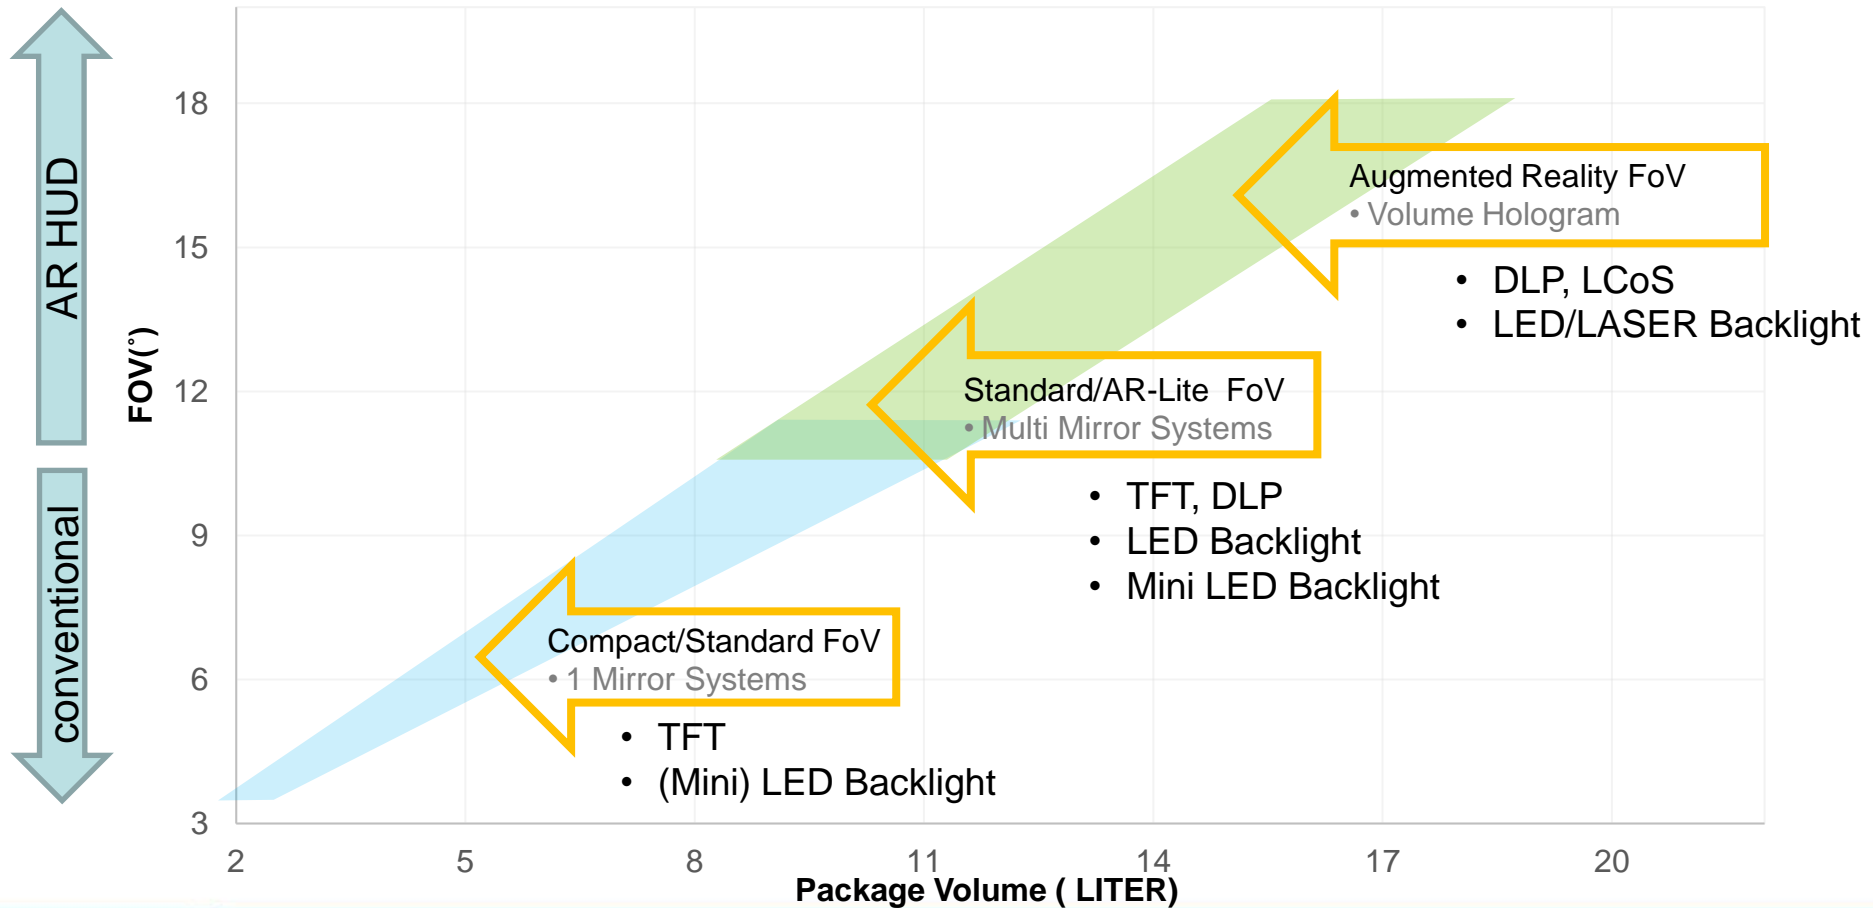 AR HUD
conventional
FOV(°)
18
15
12
9
6
3
Augmented Reality FoV
• Volume Hologram
• DLP, LCoS
• LED/LASER Backlight
Standard/AR-Lite FoV
• Multi Mirror Systems
• TFT, DLP
• LED Backlight
• Mini LED Backlight
Compact/Standard FoV
• 1 Mirror Systems
• TFT
• (Mini) LED Backlight
2 5 8 11 14 17 20
Package Volume ( LITER)